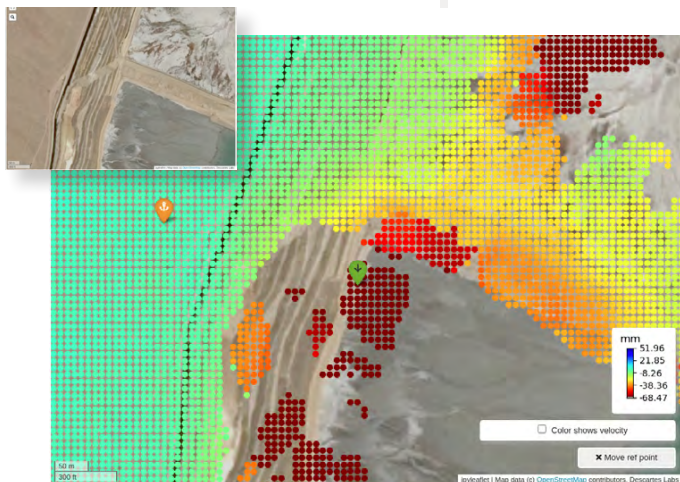 mm
51.96
21.85
-8.26
-38.36
-68.47
Color shows velocity
✖ Move ref point
50 m
300 ft
ipyleaflet | Map data (c) OpenStreetMap contributors, Descartes Labs